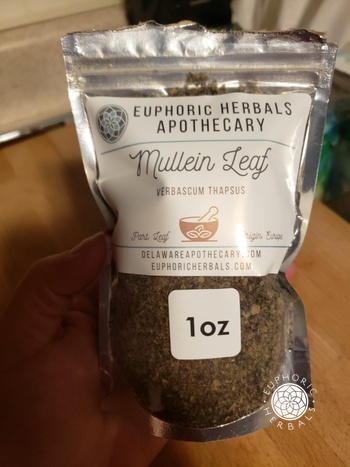 EUPHORIC HERBALS
APOTHECARY
Mullein Leaf
VERBASCUM THAPSUS
Part: Leaf
Origin: Europe
DELAWAREAPOTHECARY.COM
EUPHORICHERBALS.COM
1oz
EUPHORIC
HERBALS